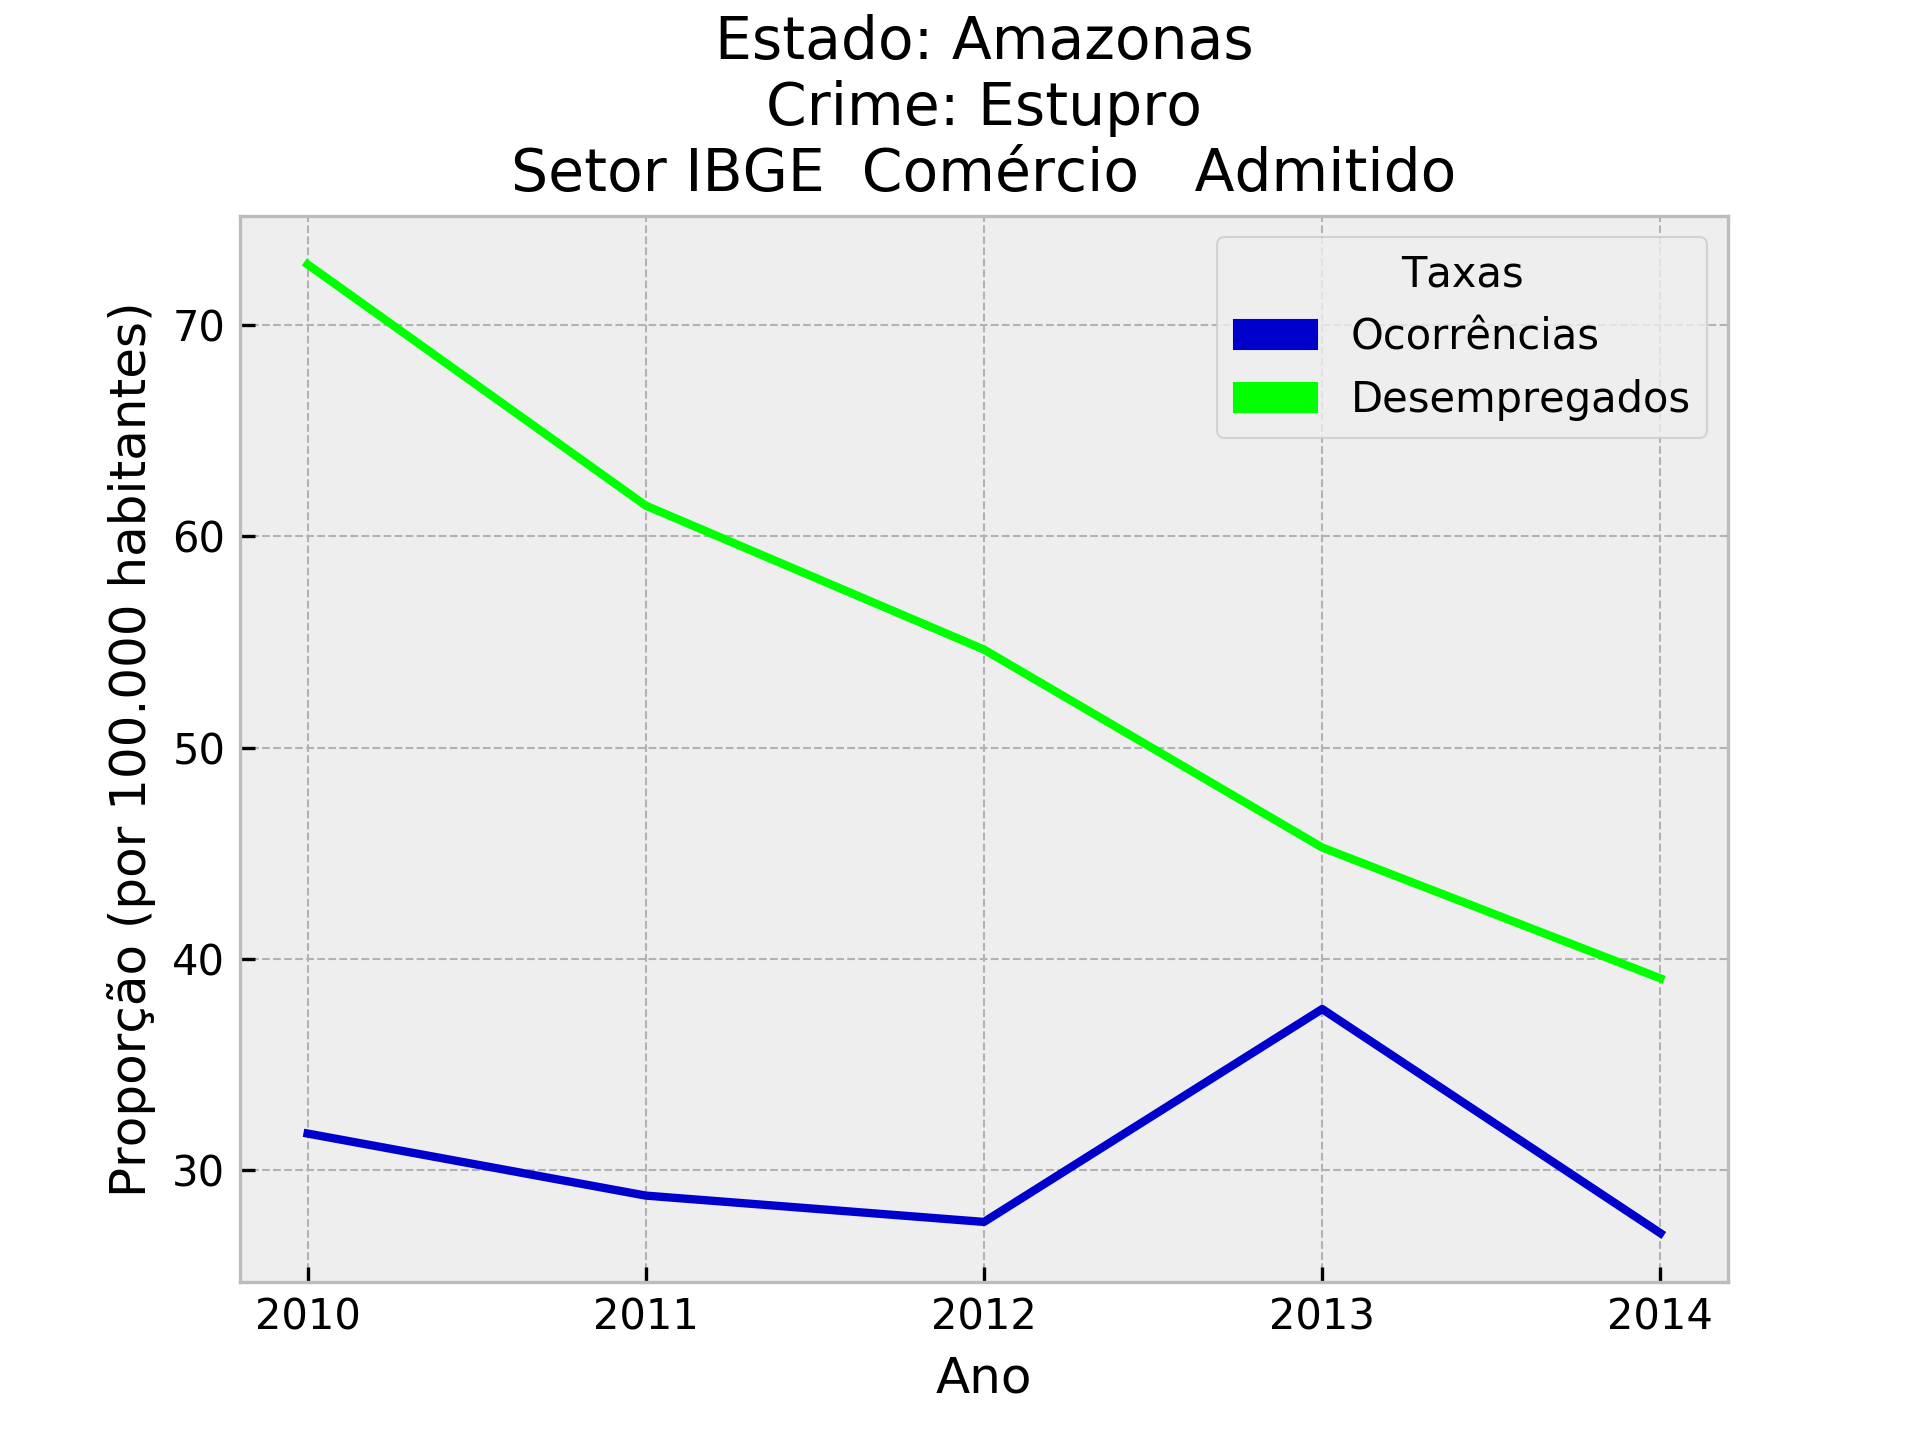 Estado: Amazonas
Crime: Estupro
Setor IBGE  Comércio   Admitido
Proporção (por 100.000 habitantes)
70
60
50
40
30
Taxas
Ocorrências
Desempregados
2010 2011 2012 2013 2014
Ano